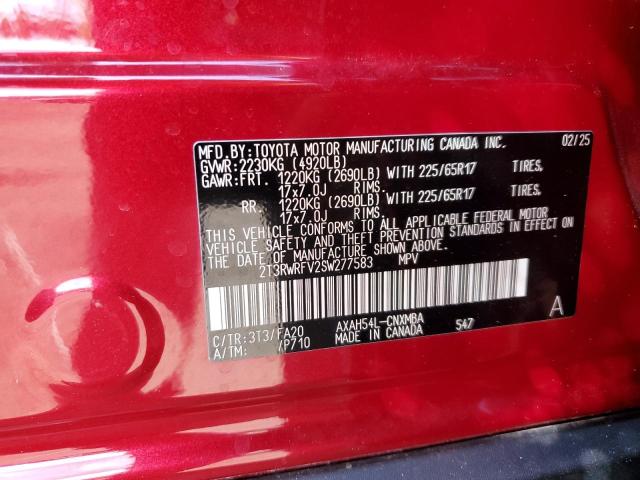 MFD.BY:TOYOTA MOTOR MANUFACTURING CANADA INC. 02/25
GVWR:2230KG (4920LB)
GAWR:FRT. 1220KG (2690LB) WITH 225/65R17 TIRES,
17x7.0J RIMS.
RR 1220KG (2690LB) WITH 225/65R17 TIRES,
17x7.0J RIMS.
THIS VEHICLE CONFORMS TO ALL APPLICABLE FEDERAL MOTOR
VEHICLE SAFETY AND THEFT PREVENTION STANDARDS IN EFFECT ON
THE DATE OF MANUFACTURE SHOWN ABOVE.
2T3RWRFV2SW277583 MPV
C/TR:3T3/FA20 AXAH54L-CNXMBA 547 A
A/TM: /P710 MADE IN CANADA